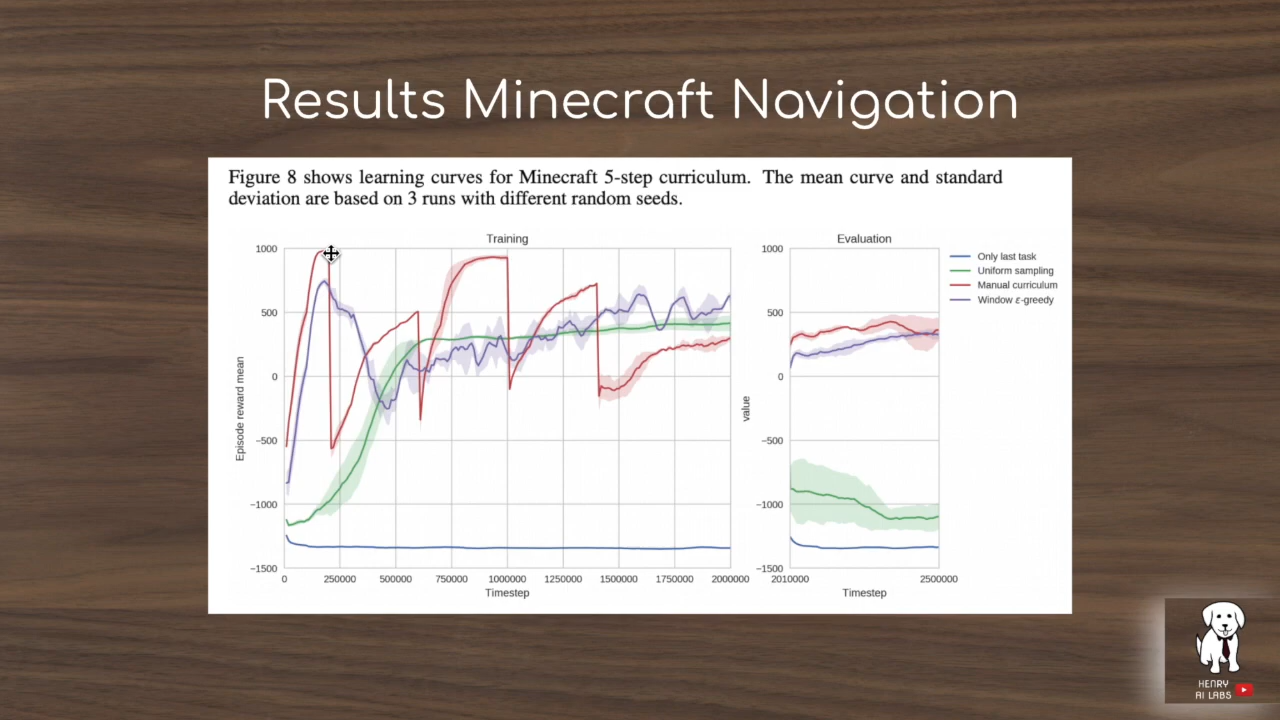 Results Minecraft Navigation
Figure 8 shows learning curves for Minecraft 5-step curriculum. The mean curve and standard
deviation are based on 3 runs with different random seeds.
Training
Evaluation
1000
500
0
−500
−1000
−1500
Episode reward mean
0
250000
500000
750000
1000000
1250000
1500000
1750000
2000000
Timestep
1000
500
0
−500
−1000
−1500
value
2010000
2500000
Timestep
Only last task
Uniform sampling
Manual curriculum
Window ε-greedy
HENRY
AI LABS